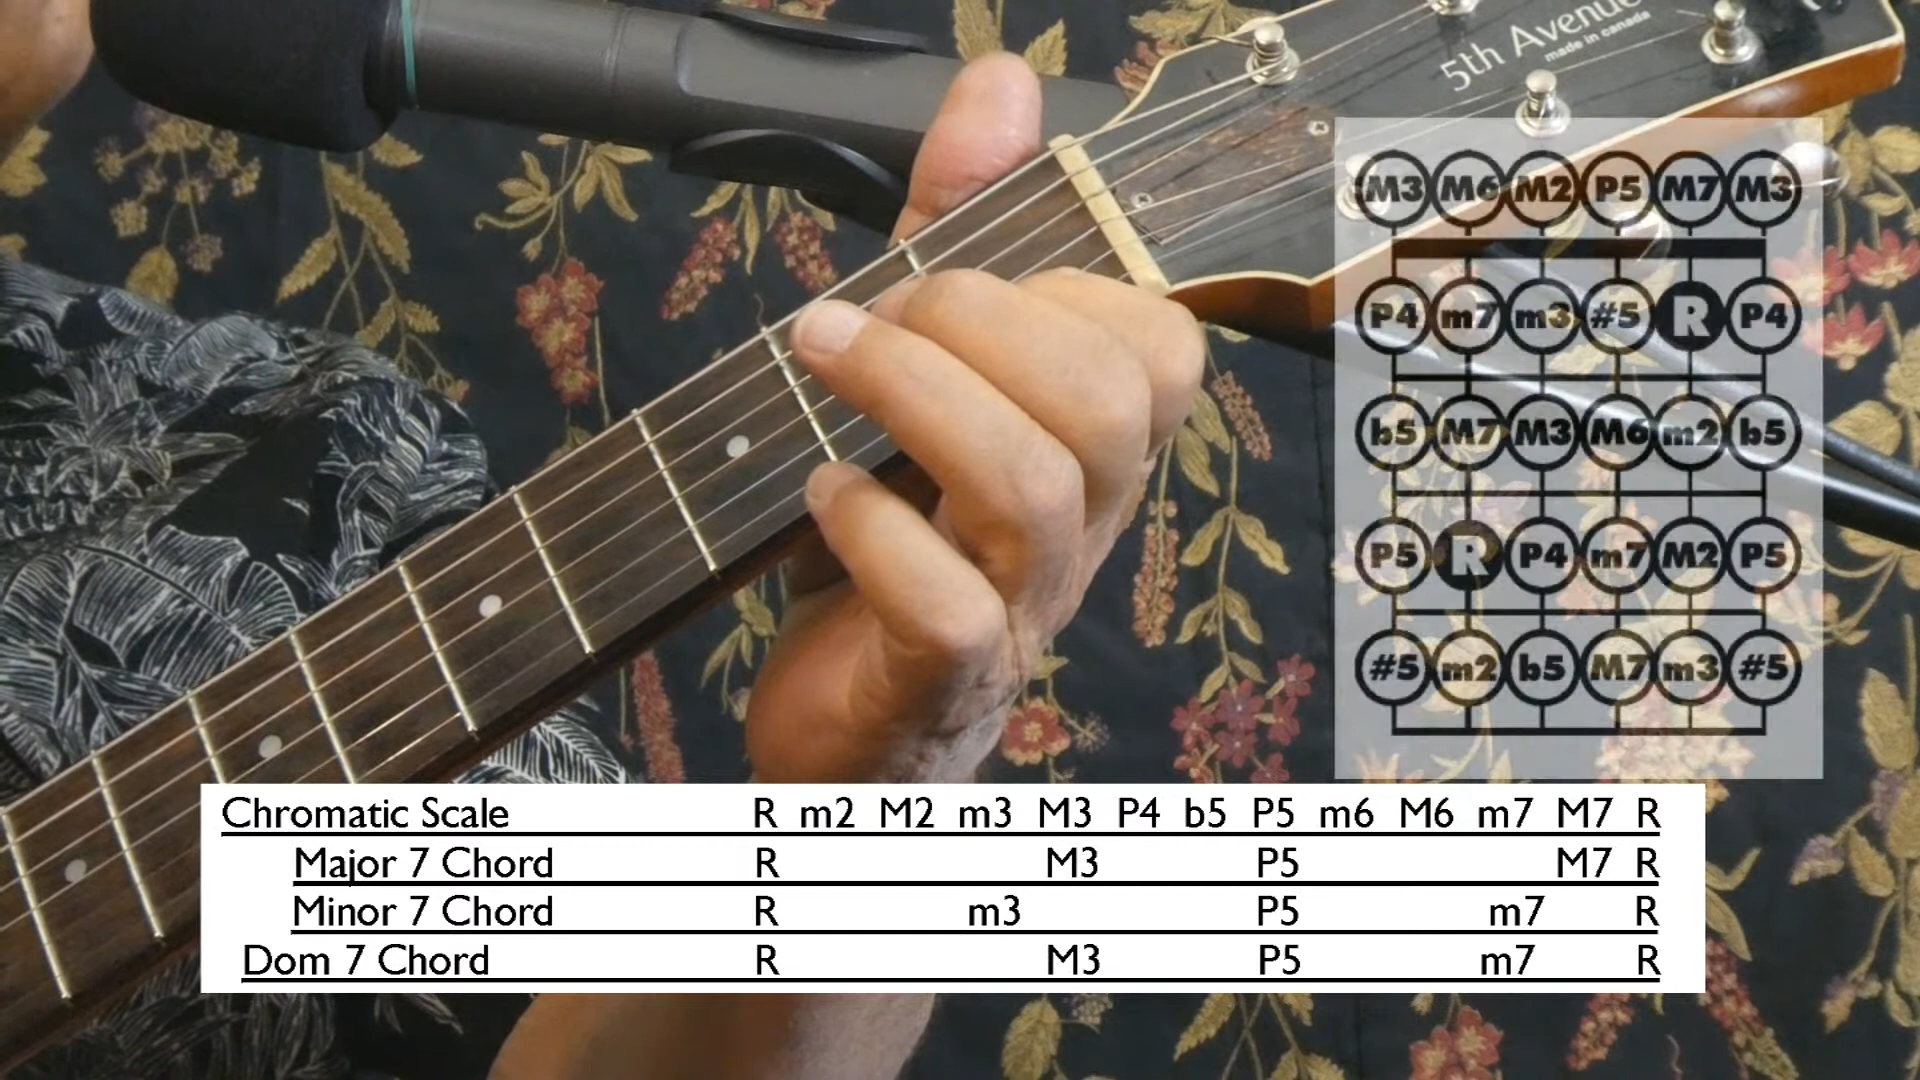 5th Avenue
made in canada
M3 M6 M2 P5 M7 M3
P4 m7 m3 #5 R P4
b5 M7 M3 M6 m2 b5
P5 R P4 m7 M2 P5
#5 m2 b5 M7 m3 #5
Chromatic Scale R m2 M2 m3 M3 P4 b5 P5 m6 M6 m7 M7 R
Major 7 Chord R M3 P5 M7 R
Minor 7 Chord R m3 P5 m7 R
Dom 7 Chord R M3 P5 m7 R